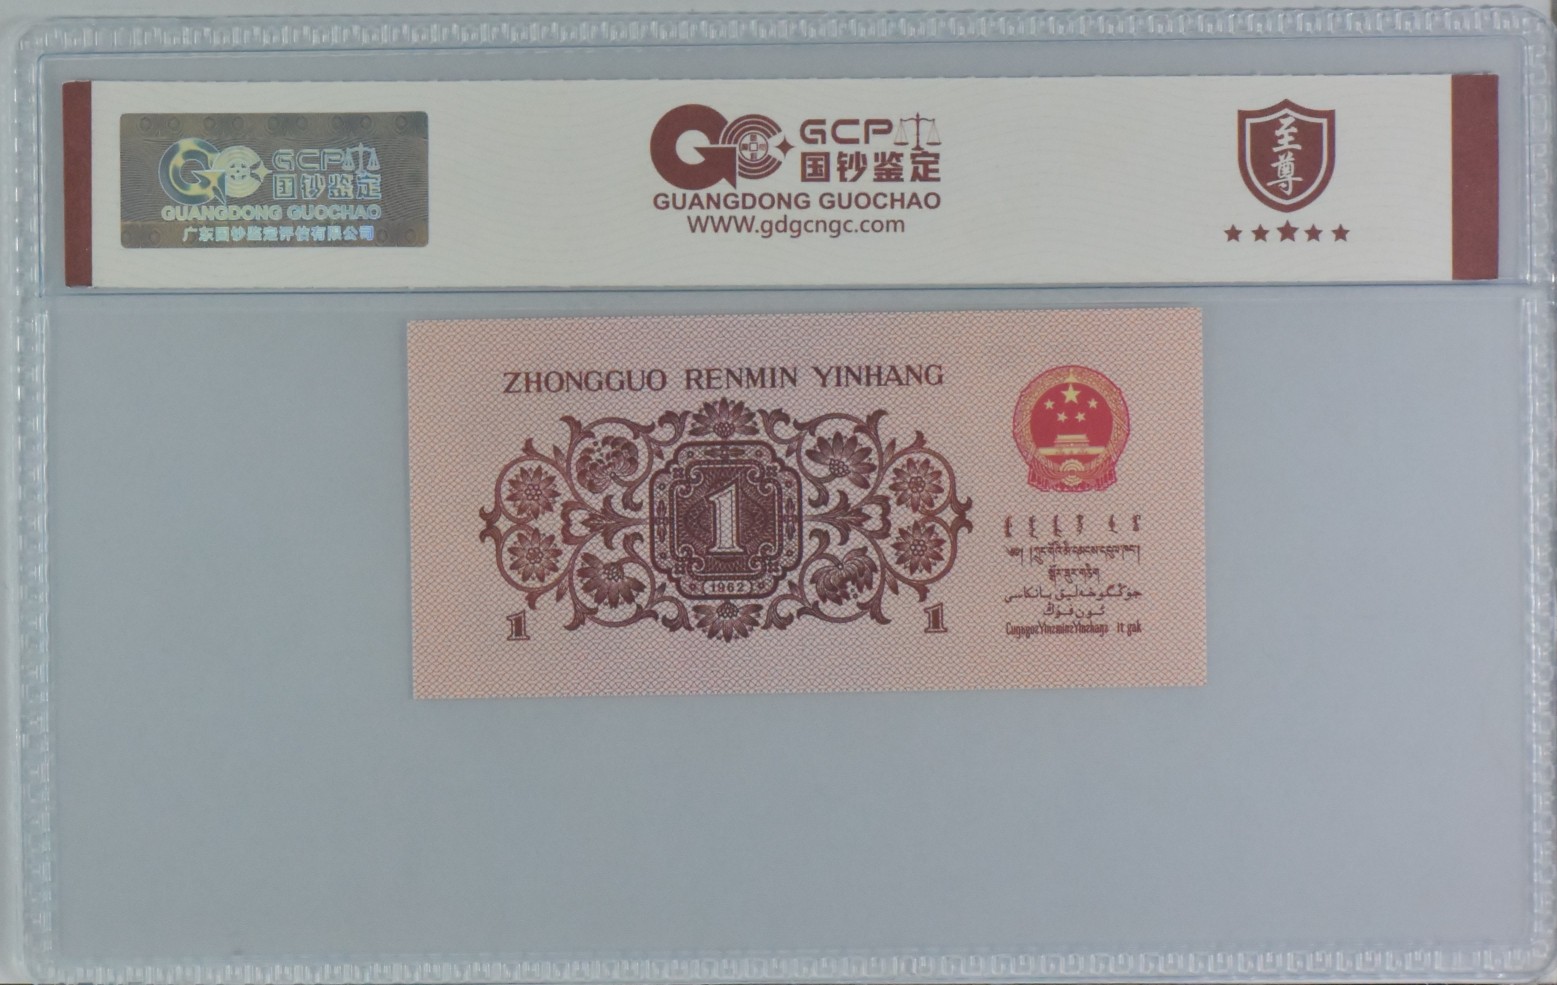 GCP
国钞鉴定
GUANGDONG GUOCHAO
广东国钞鉴定评估有限公司
GCP
国钞鉴定
GUANGDONG GUOCHAO
WWW.gdgcngc.com
至尊
ZHONGGUO RENMIN YINHANG
1
1962
1
1
جۇڭگوخەلىق بانكاسى